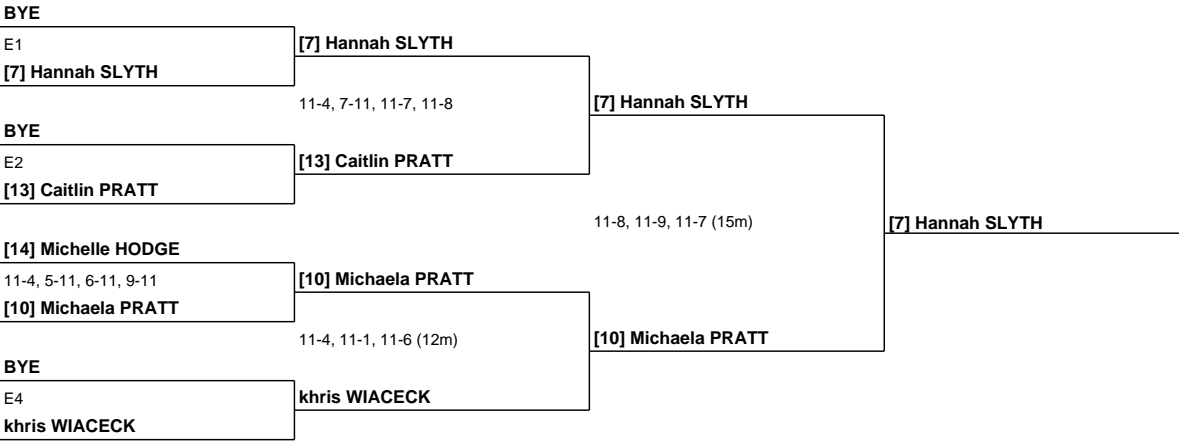 BYE
E1
[7] Hannah SLYTH
[7] Hannah SLYTH
11-4, 7-11, 11-7, 11-8
[7] Hannah SLYTH
BYE
E2
[13] Caitlin PRATT
[13] Caitlin PRATT
11-8, 11-9, 11-7 (15m)
[7] Hannah SLYTH
[14] Michelle HODGE
11-4, 5-11, 6-11, 9-11
[10] Michaela PRATT
[10] Michaela PRATT
11-4, 11-1, 11-6 (12m)
[10] Michaela PRATT
BYE
E4
khris WIACECK
khris WIACECK